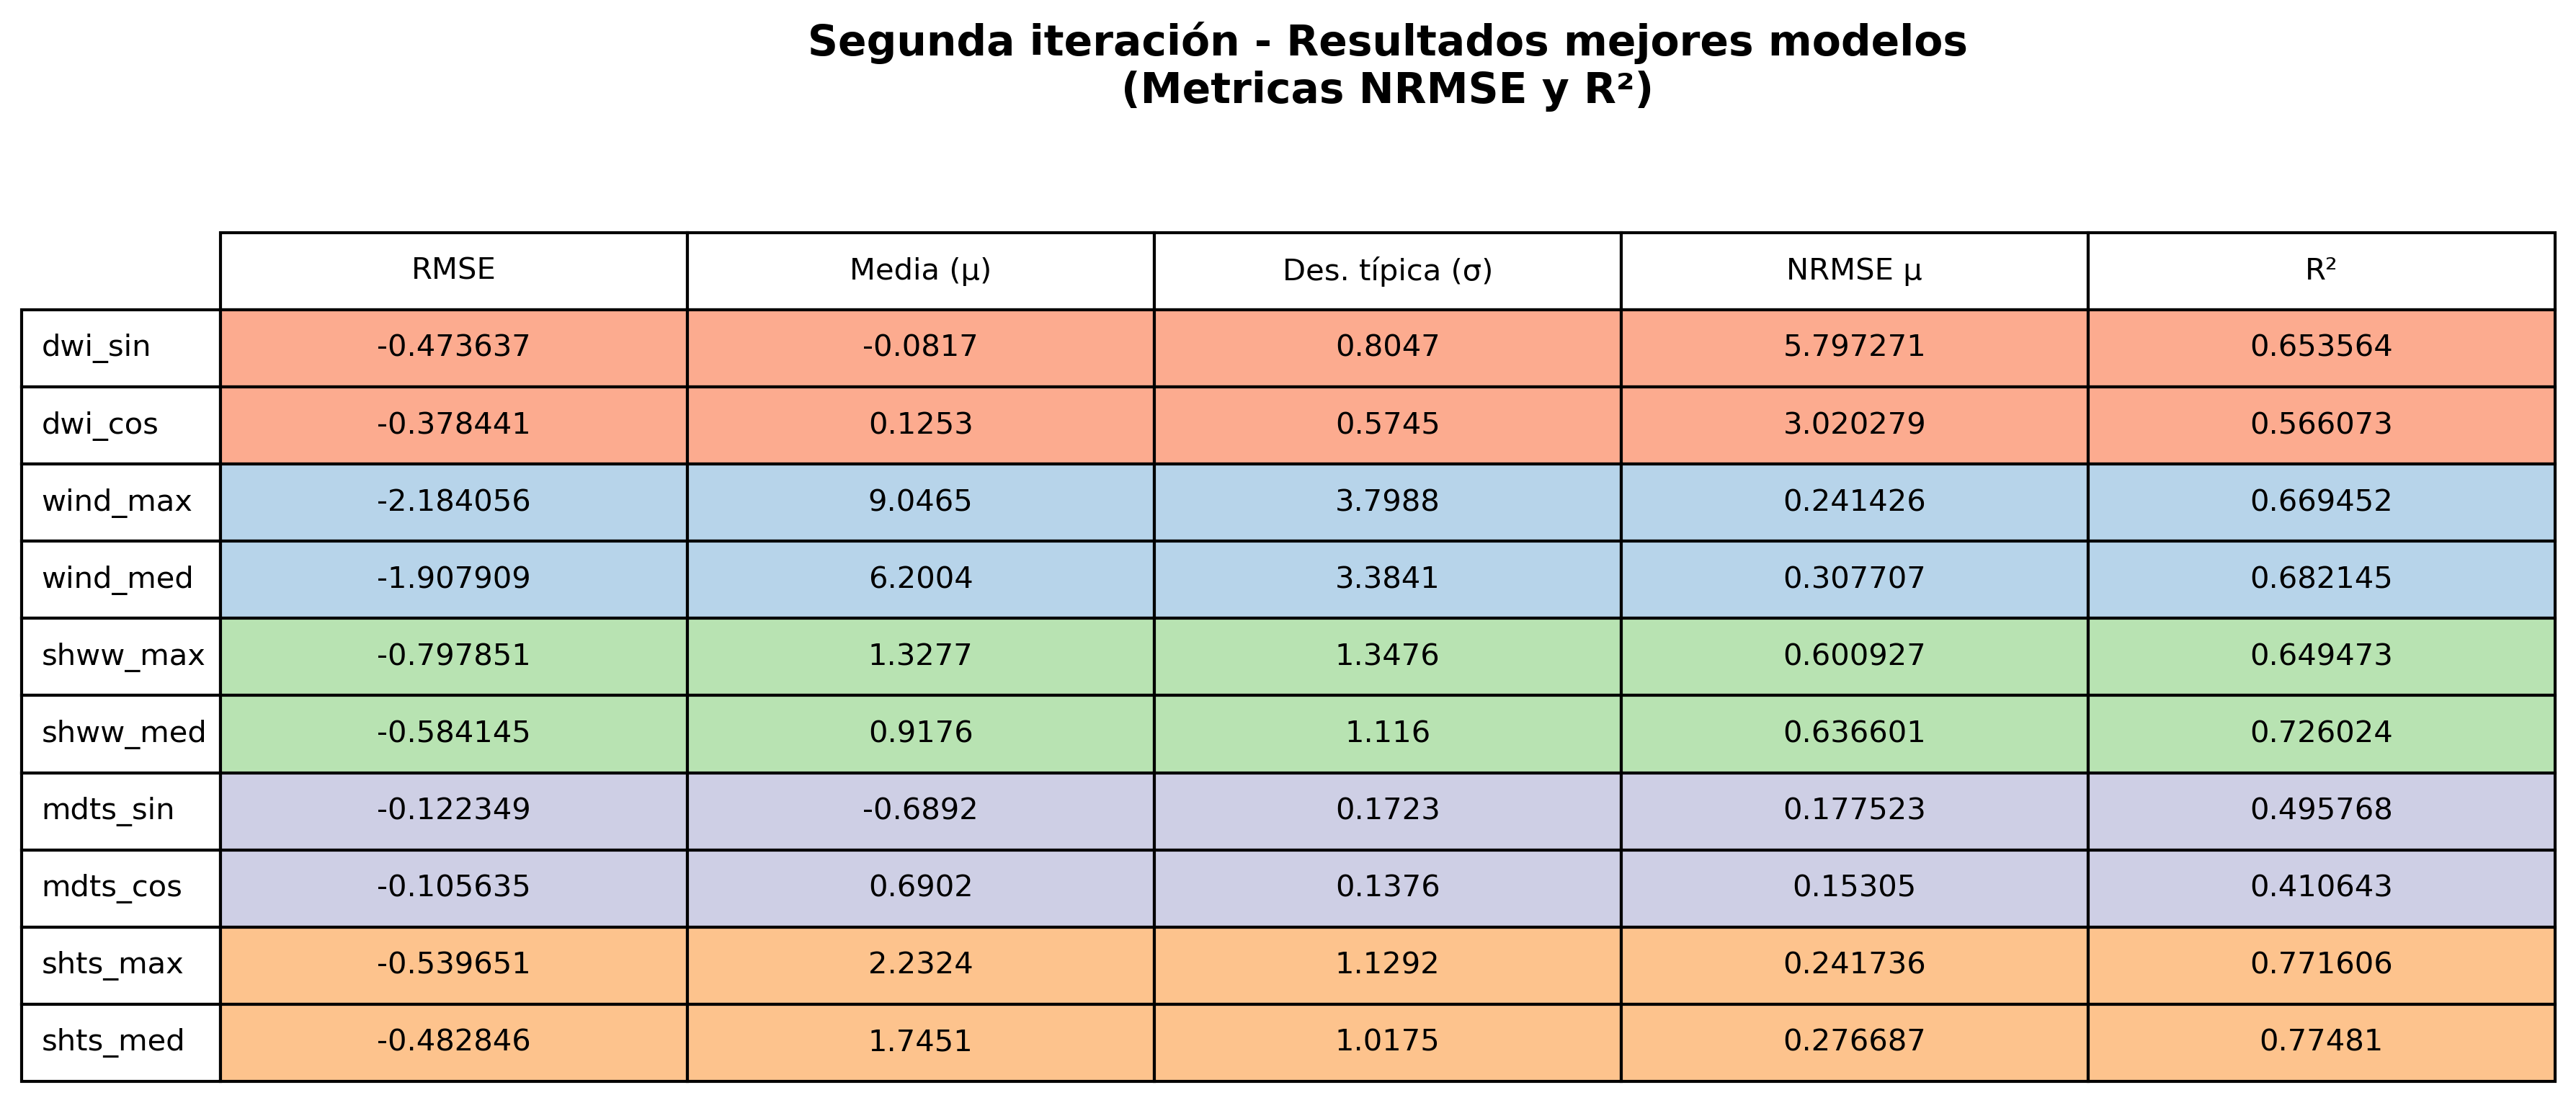 Segunda iteración - Resultados mejores modelos
(Metricas NRMSE y R²)
RMSE Media (μ) Des. típica (σ) NRMSE μ R²
dwi_sin -0.473637 -0.0817 0.8047 5.797271 0.653564
dwi_cos -0.378441 0.1253 0.5745 3.020279 0.566073
wind_max -2.184056 9.0465 3.7988 0.241426 0.669452
wind_med -1.907909 6.2004 3.3841 0.307707 0.682145
shww_max -0.797851 1.3277 1.3476 0.600927 0.649473
shww_med -0.584145 0.9176 1.116 0.636601 0.726024
mdts_sin -0.122349 -0.6892 0.1723 0.177523 0.495768
mdts_cos -0.105635 0.6902 0.1376 0.15305 0.410643
shts_max -0.539651 2.2324 1.1292 0.241736 0.771606
shts_med -0.482846 1.7451 1.0175 0.276687 0.77481